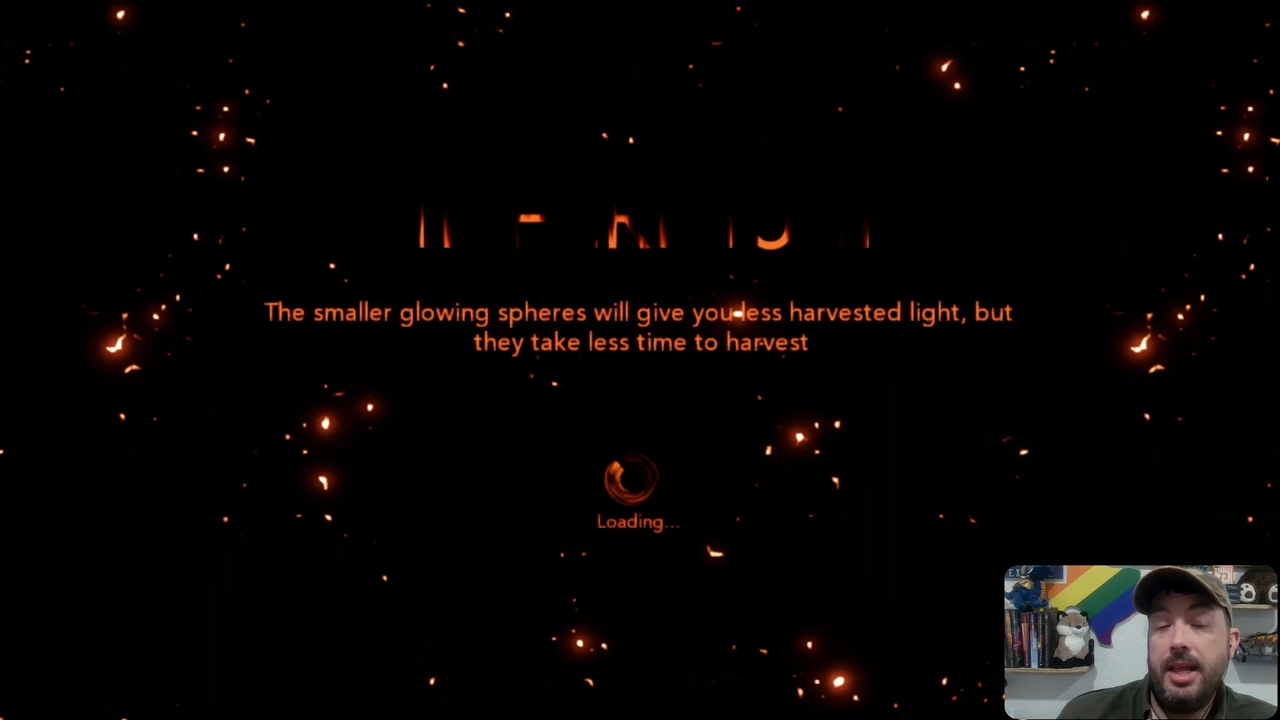 The smaller glowing spheres will give you less harvested light, but
they take less time to harvest
Loading...